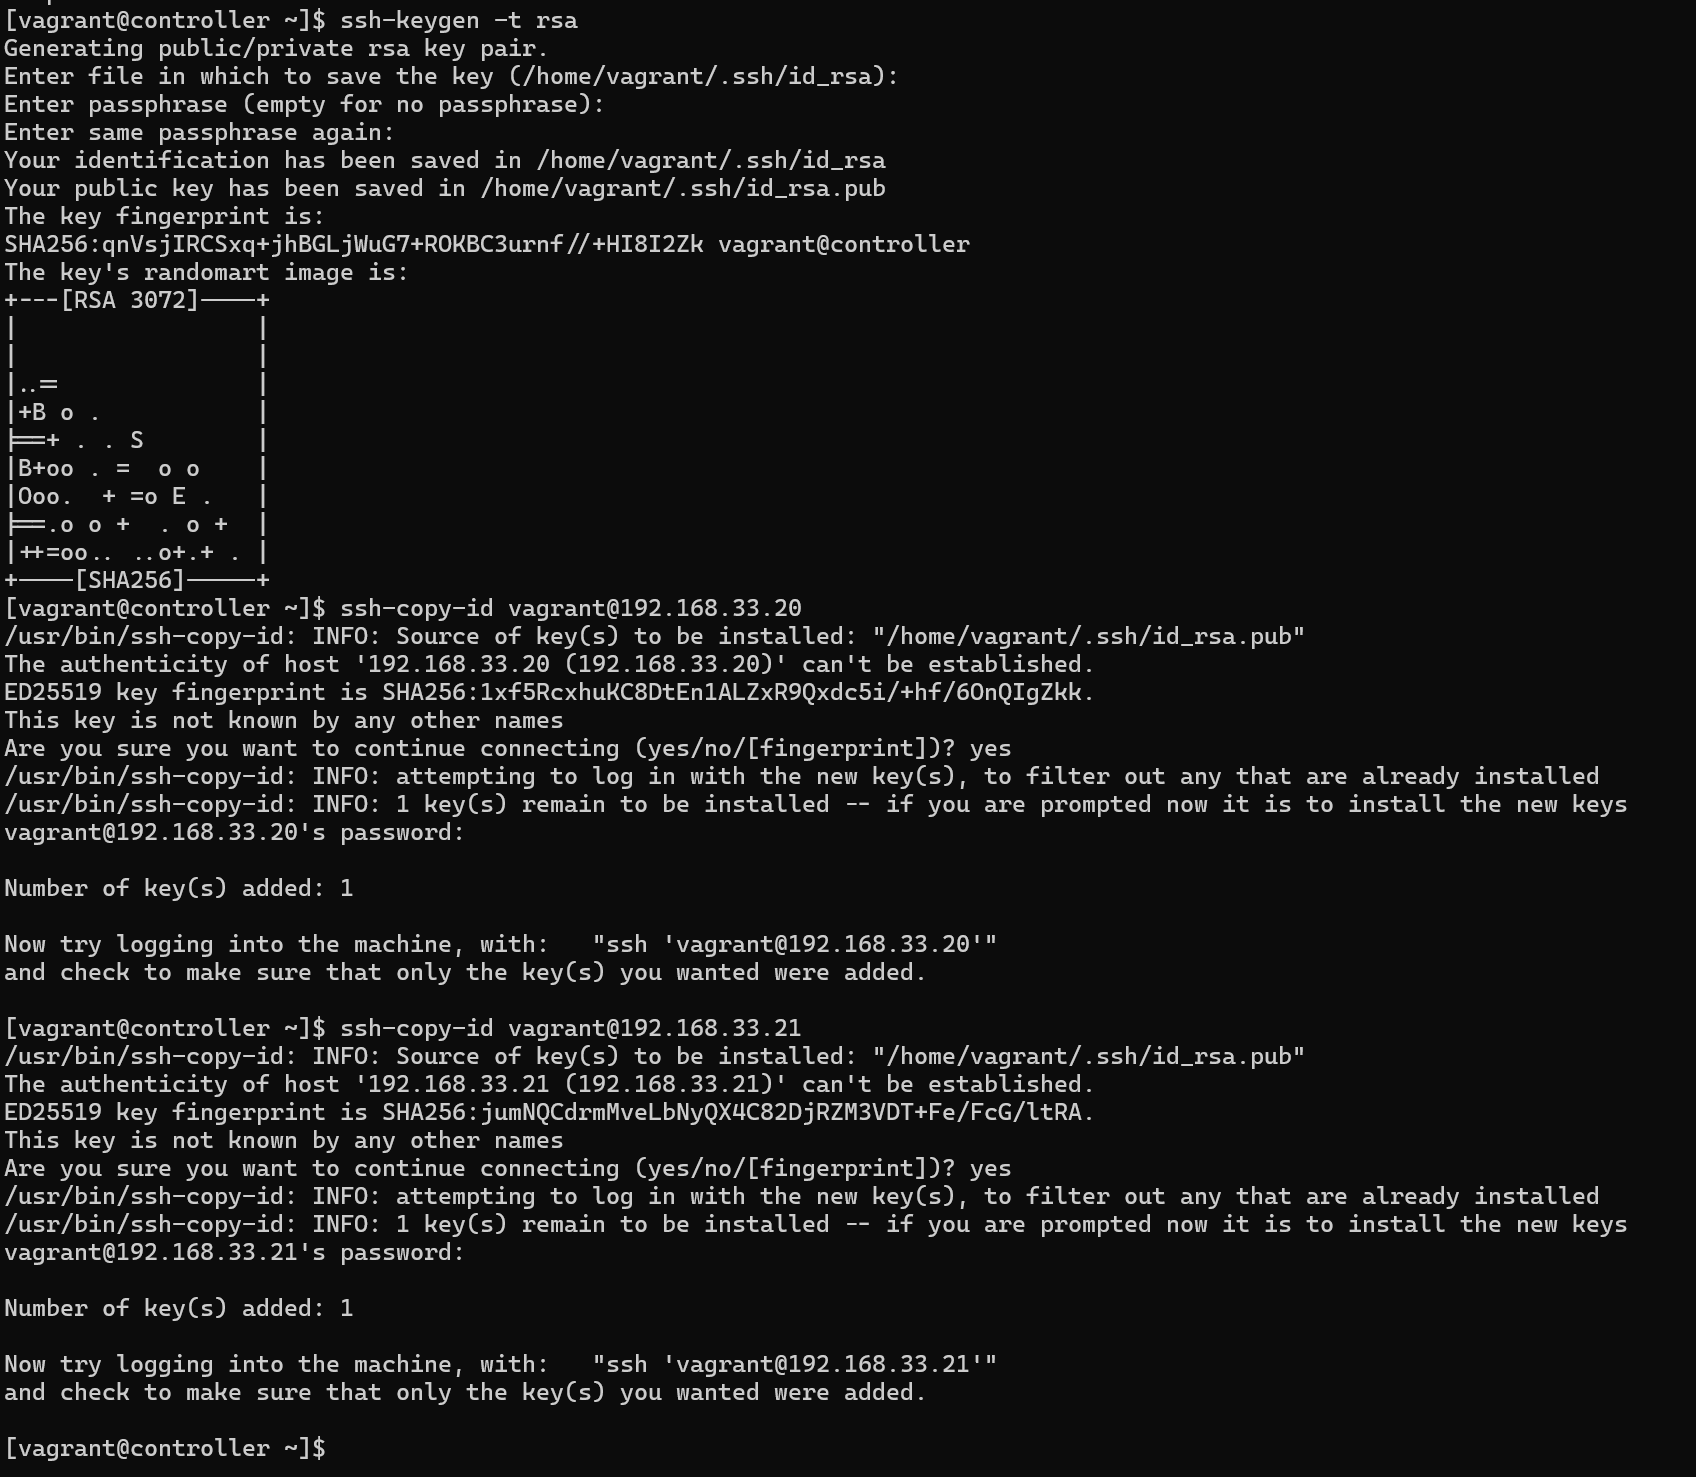 [vagrant@controller ~]$ ssh-keygen -t rsa
Generating public/private rsa key pair.
Enter file in which to save the key (/home/vagrant/.ssh/id_rsa):
Enter passphrase (empty for no passphrase):
Enter same passphrase again:
Your identification has been saved in /home/vagrant/.ssh/id_rsa
Your public key has been saved in /home/vagrant/.ssh/id_rsa.pub
The key fingerprint is:
SHA256:qnVsjIRCSxq+jhBGLjWuG7+ROKBC3urnf//+HI8I2Zk vagrant@controller
The key's randomart image is:
+---[RSA 3072]----+
|                 |
|                 |
|..==             |
|+B o .           |
|===+ . . S       |
|B+oo . =  o o    |
|Ooo.  + =o E .   |
|===.o o +  . o + |
|++=oo.. ..o+.+ . |
+----[SHA256]-----+
[vagrant@controller ~]$ ssh-copy-id vagrant@192.168.33.20
/usr/bin/ssh-copy-id: INFO: Source of key(s) to be installed: "/home/vagrant/.ssh/id_rsa.pub"
The authenticity of host '192.168.33.20 (192.168.33.20)' can't be established.
ED25519 key fingerprint is SHA256:1xf5RcxhuKC8DtEn1ALZxR9Qxdc5i/+hf/6OnQIgZkk.
This key is not known by any other names
Are you sure you want to continue connecting (yes/no/[fingerprint])? yes
/usr/bin/ssh-copy-id: INFO: attempting to log in with the new key(s), to filter out any that are already installed
/usr/bin/ssh-copy-id: INFO: 1 key(s) remain to be installed -- if you are prompted now it is to install the new keys
vagrant@192.168.33.20's password:

Number of key(s) added: 1

Now try logging into the machine, with:   "ssh 'vagrant@192.168.33.20'"
and check to make sure that only the key(s) you wanted were added.

[vagrant@controller ~]$ ssh-copy-id vagrant@192.168.33.21
/usr/bin/ssh-copy-id: INFO: Source of key(s) to be installed: "/home/vagrant/.ssh/id_rsa.pub"
The authenticity of host '192.168.33.21 (192.168.33.21)' can't be established.
ED25519 key fingerprint is SHA256:jumNQCdrmMveLbNyQX4C82DjRZM3VDT+Fe/FcG/ltRA.
This key is not known by any other names
Are you sure you want to continue connecting (yes/no/[fingerprint])? yes
/usr/bin/ssh-copy-id: INFO: attempting to log in with the new key(s), to filter out any that are already installed
/usr/bin/ssh-copy-id: INFO: 1 key(s) remain to be installed -- if you are prompted now it is to install the new keys
vagrant@192.168.33.21's password:

Number of key(s) added: 1

Now try logging into the machine, with:   "ssh 'vagrant@192.168.33.21'"
and check to make sure that only the key(s) you wanted were added.

[vagrant@controller ~]$